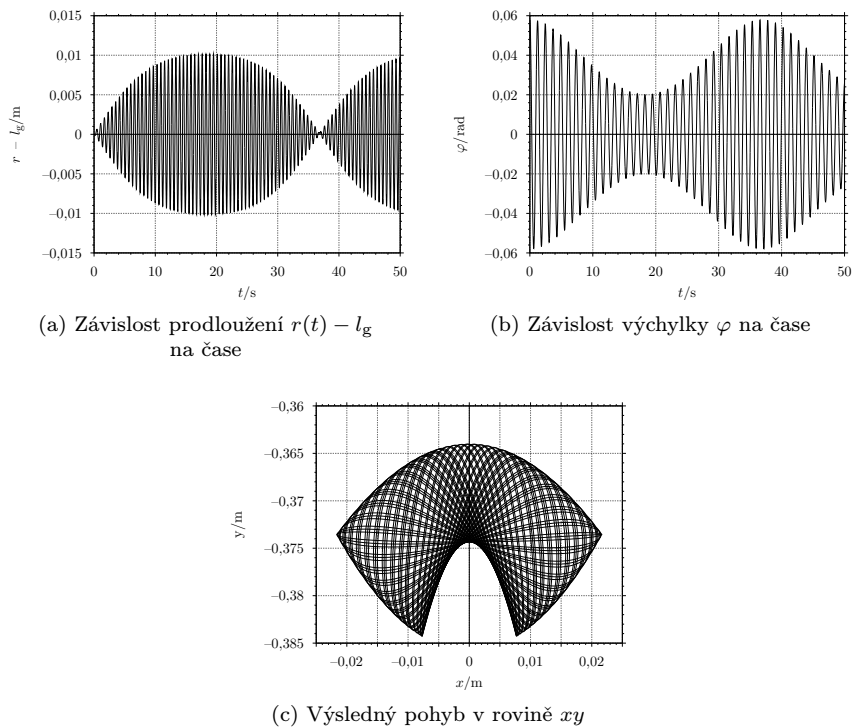 0,015
0,01
0,005
0
−0,005
−0,01
−0,015
r − l_g/m
0 10 20 30 40 50
t/s
(a) Závislost prodloužení r(t) − l_g
na čase
0,06
0,04
0,02
0
−0,02
−0,04
−0,06
φ/rad
0 10 20 30 40 50
t/s
(b) Závislost výchylky φ na čase
−0,36
−0,365
−0,37
−0,375
−0,38
−0,385
y/m
−0,02 −0,01 0 0,01 0,02
x/m
(c) Výsledný pohyb v rovině xy